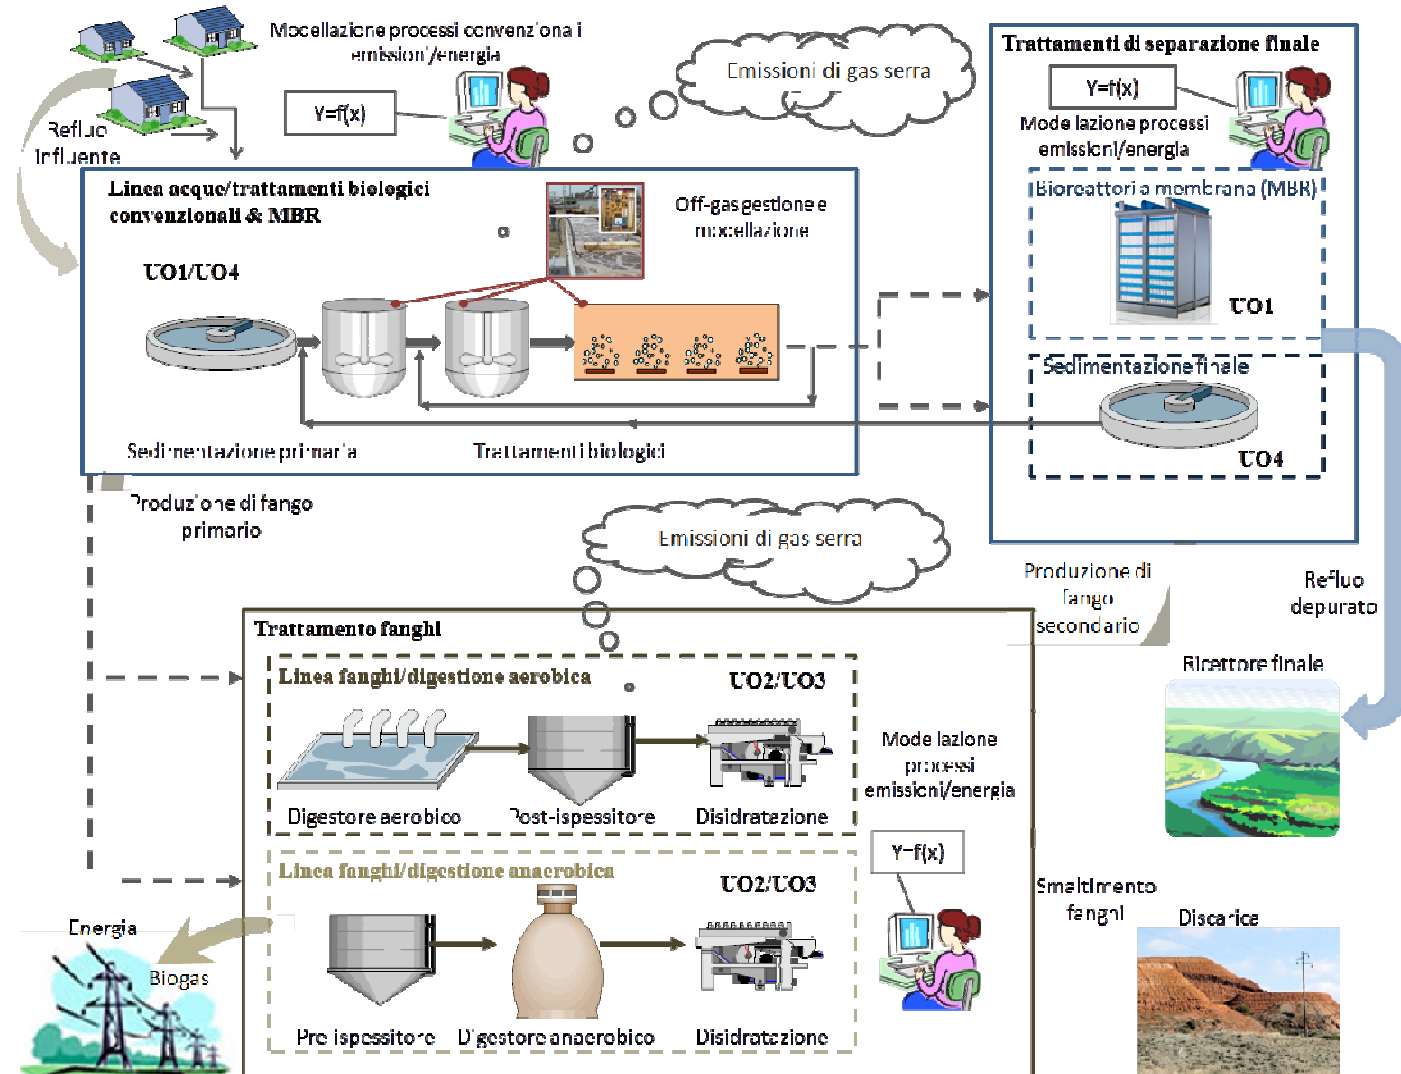 Modellazione processi convenzionali
emissioni/energia
Y=f(x)
Refluo
influente
Emissioni di gas serra
Trattamenti di separazione finale
Y=f(x)
Modellazione processi
emissioni/energia
Bioreattori a membrana (MBR)
UO1
Sedimentazione finale
UO4
Linea acque/trattamenti biologici
convenzionali & MBR
Off-gas gestione e
modellazione
UO1/UO4
Sedimentazione primaria
Trattamenti biologici
Produzione di fango
primario
Emissioni di gas serra
Produzione di
fango
secondario
Refluo
depurato
Ricettore finale
Trattamento fanghi
Linea fanghi/digestione aerobica
UO2/UO3
Digestore aerobico
Post-ispessitore
Disidratazione
Modellazione
processi
emissioni/energia
Y=f(x)
Linea fanghi/digestione anaerobica
UO2/UO3
Pre-ispessitore
Digestore anaerobico
Disidratazione
Energia
Biogas
Smaltimento
fanghi
Discarica